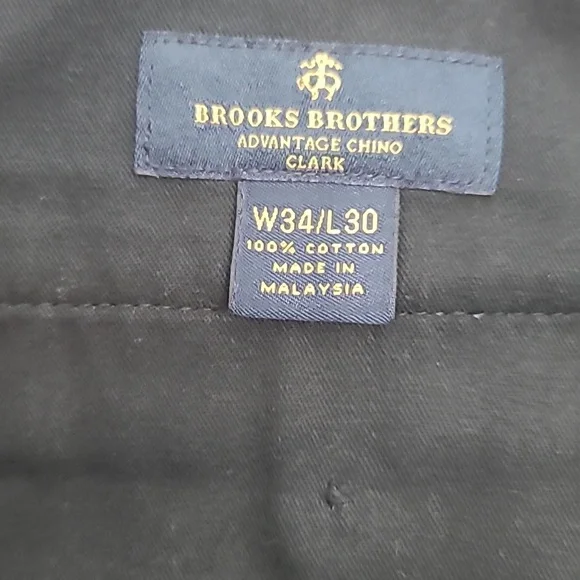 BROOKS BROTHERS
ADVANTAGE CHINO
CLARK
W34/L30
100% COTTON
MADE IN
MALAYSIA